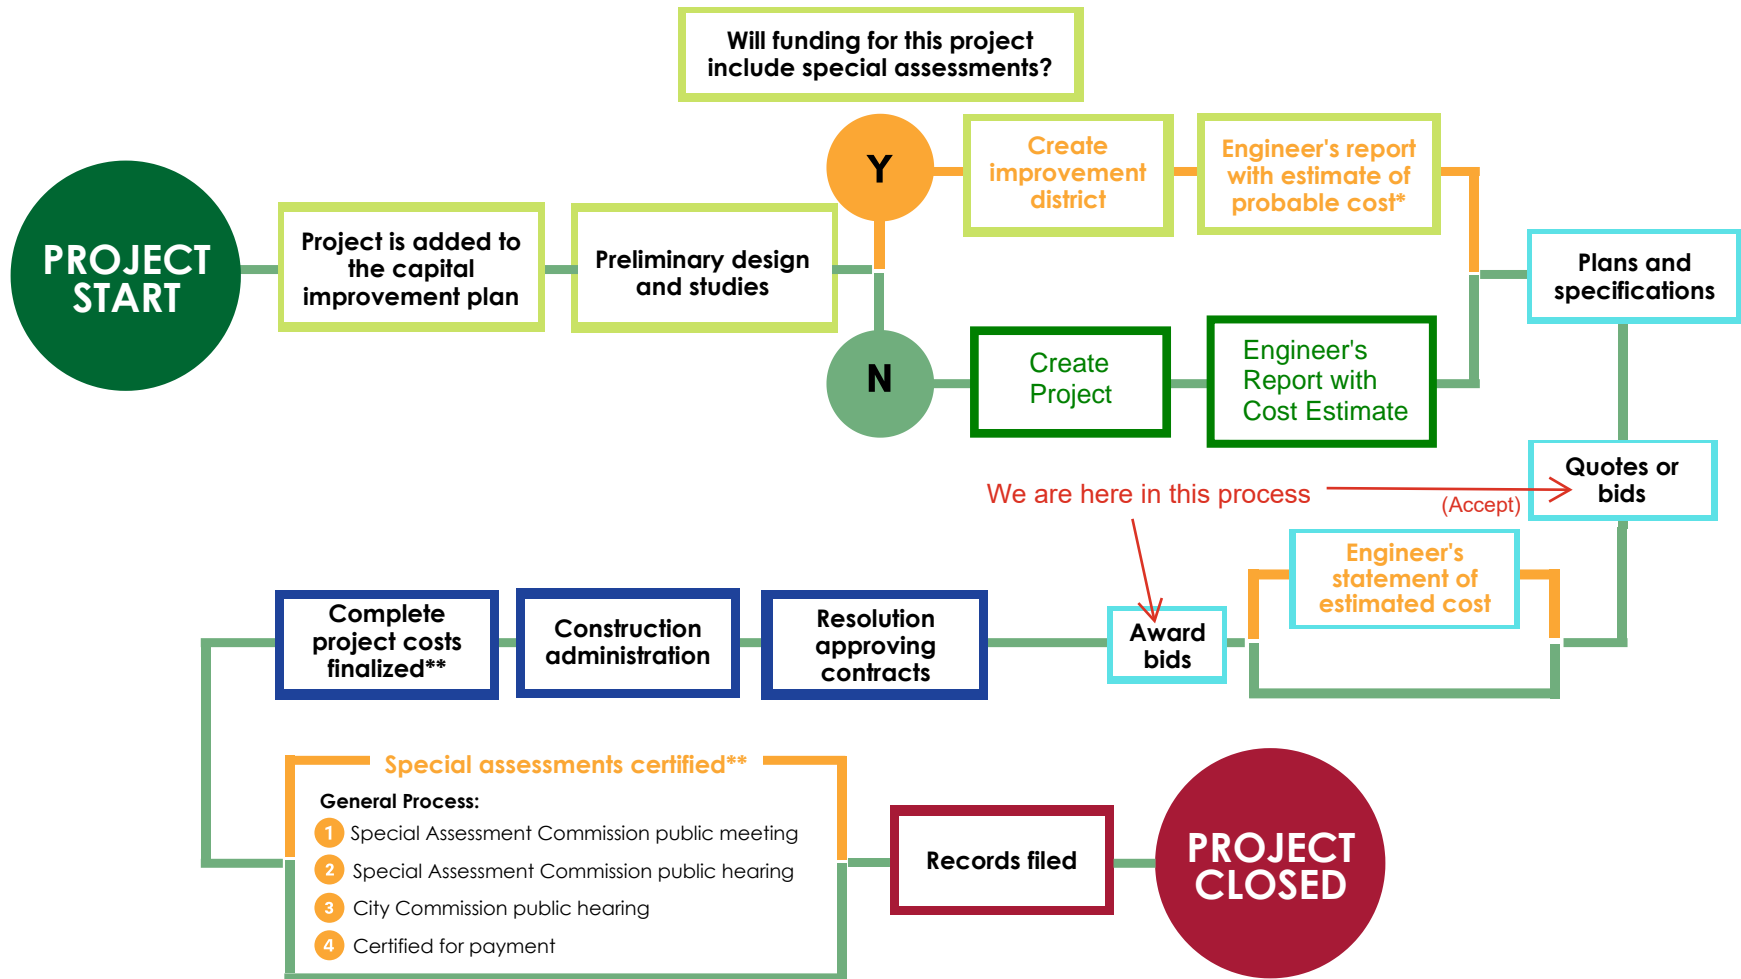 Will funding for this project
include special assessments?
PROJECT
START
Project is added to
the capital
improvement plan
Preliminary design
and studies
Y
Create
improvement
district
Engineer's report
with estimate of
probable cost*
N
Create
Project
Engineer's
Report with
Cost Estimate
Plans and
specifications
Quotes or
bids
We are here in this process
(Accept)
Engineer's
statement of
estimated cost
Award
bids
Resolution
approving
contracts
Construction
administration
Complete
project costs
finalized**
Special assessments certified**
General Process:
1 Special Assessment Commission public meeting
2 Special Assessment Commission public hearing
3 City Commission public hearing
4 Certified for payment
Records filed
PROJECT
CLOSED